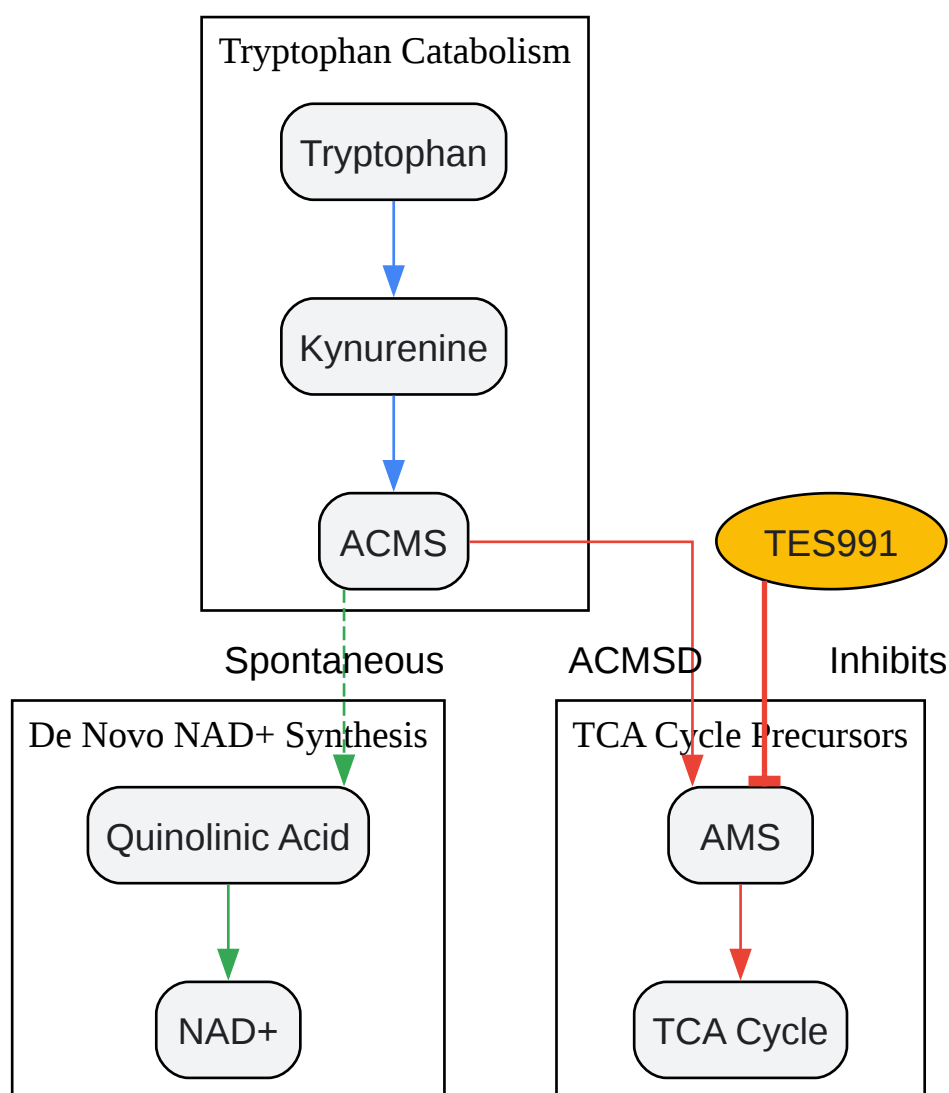 Tryptophan Catabolism
Tryptophan
Kynurenine
ACMS
TES991
Spontaneous
ACMSD
Inhibits
De Novo NAD+ Synthesis
TCA Cycle Precursors
Quinolinic Acid
AMS
NAD+
TCA Cycle